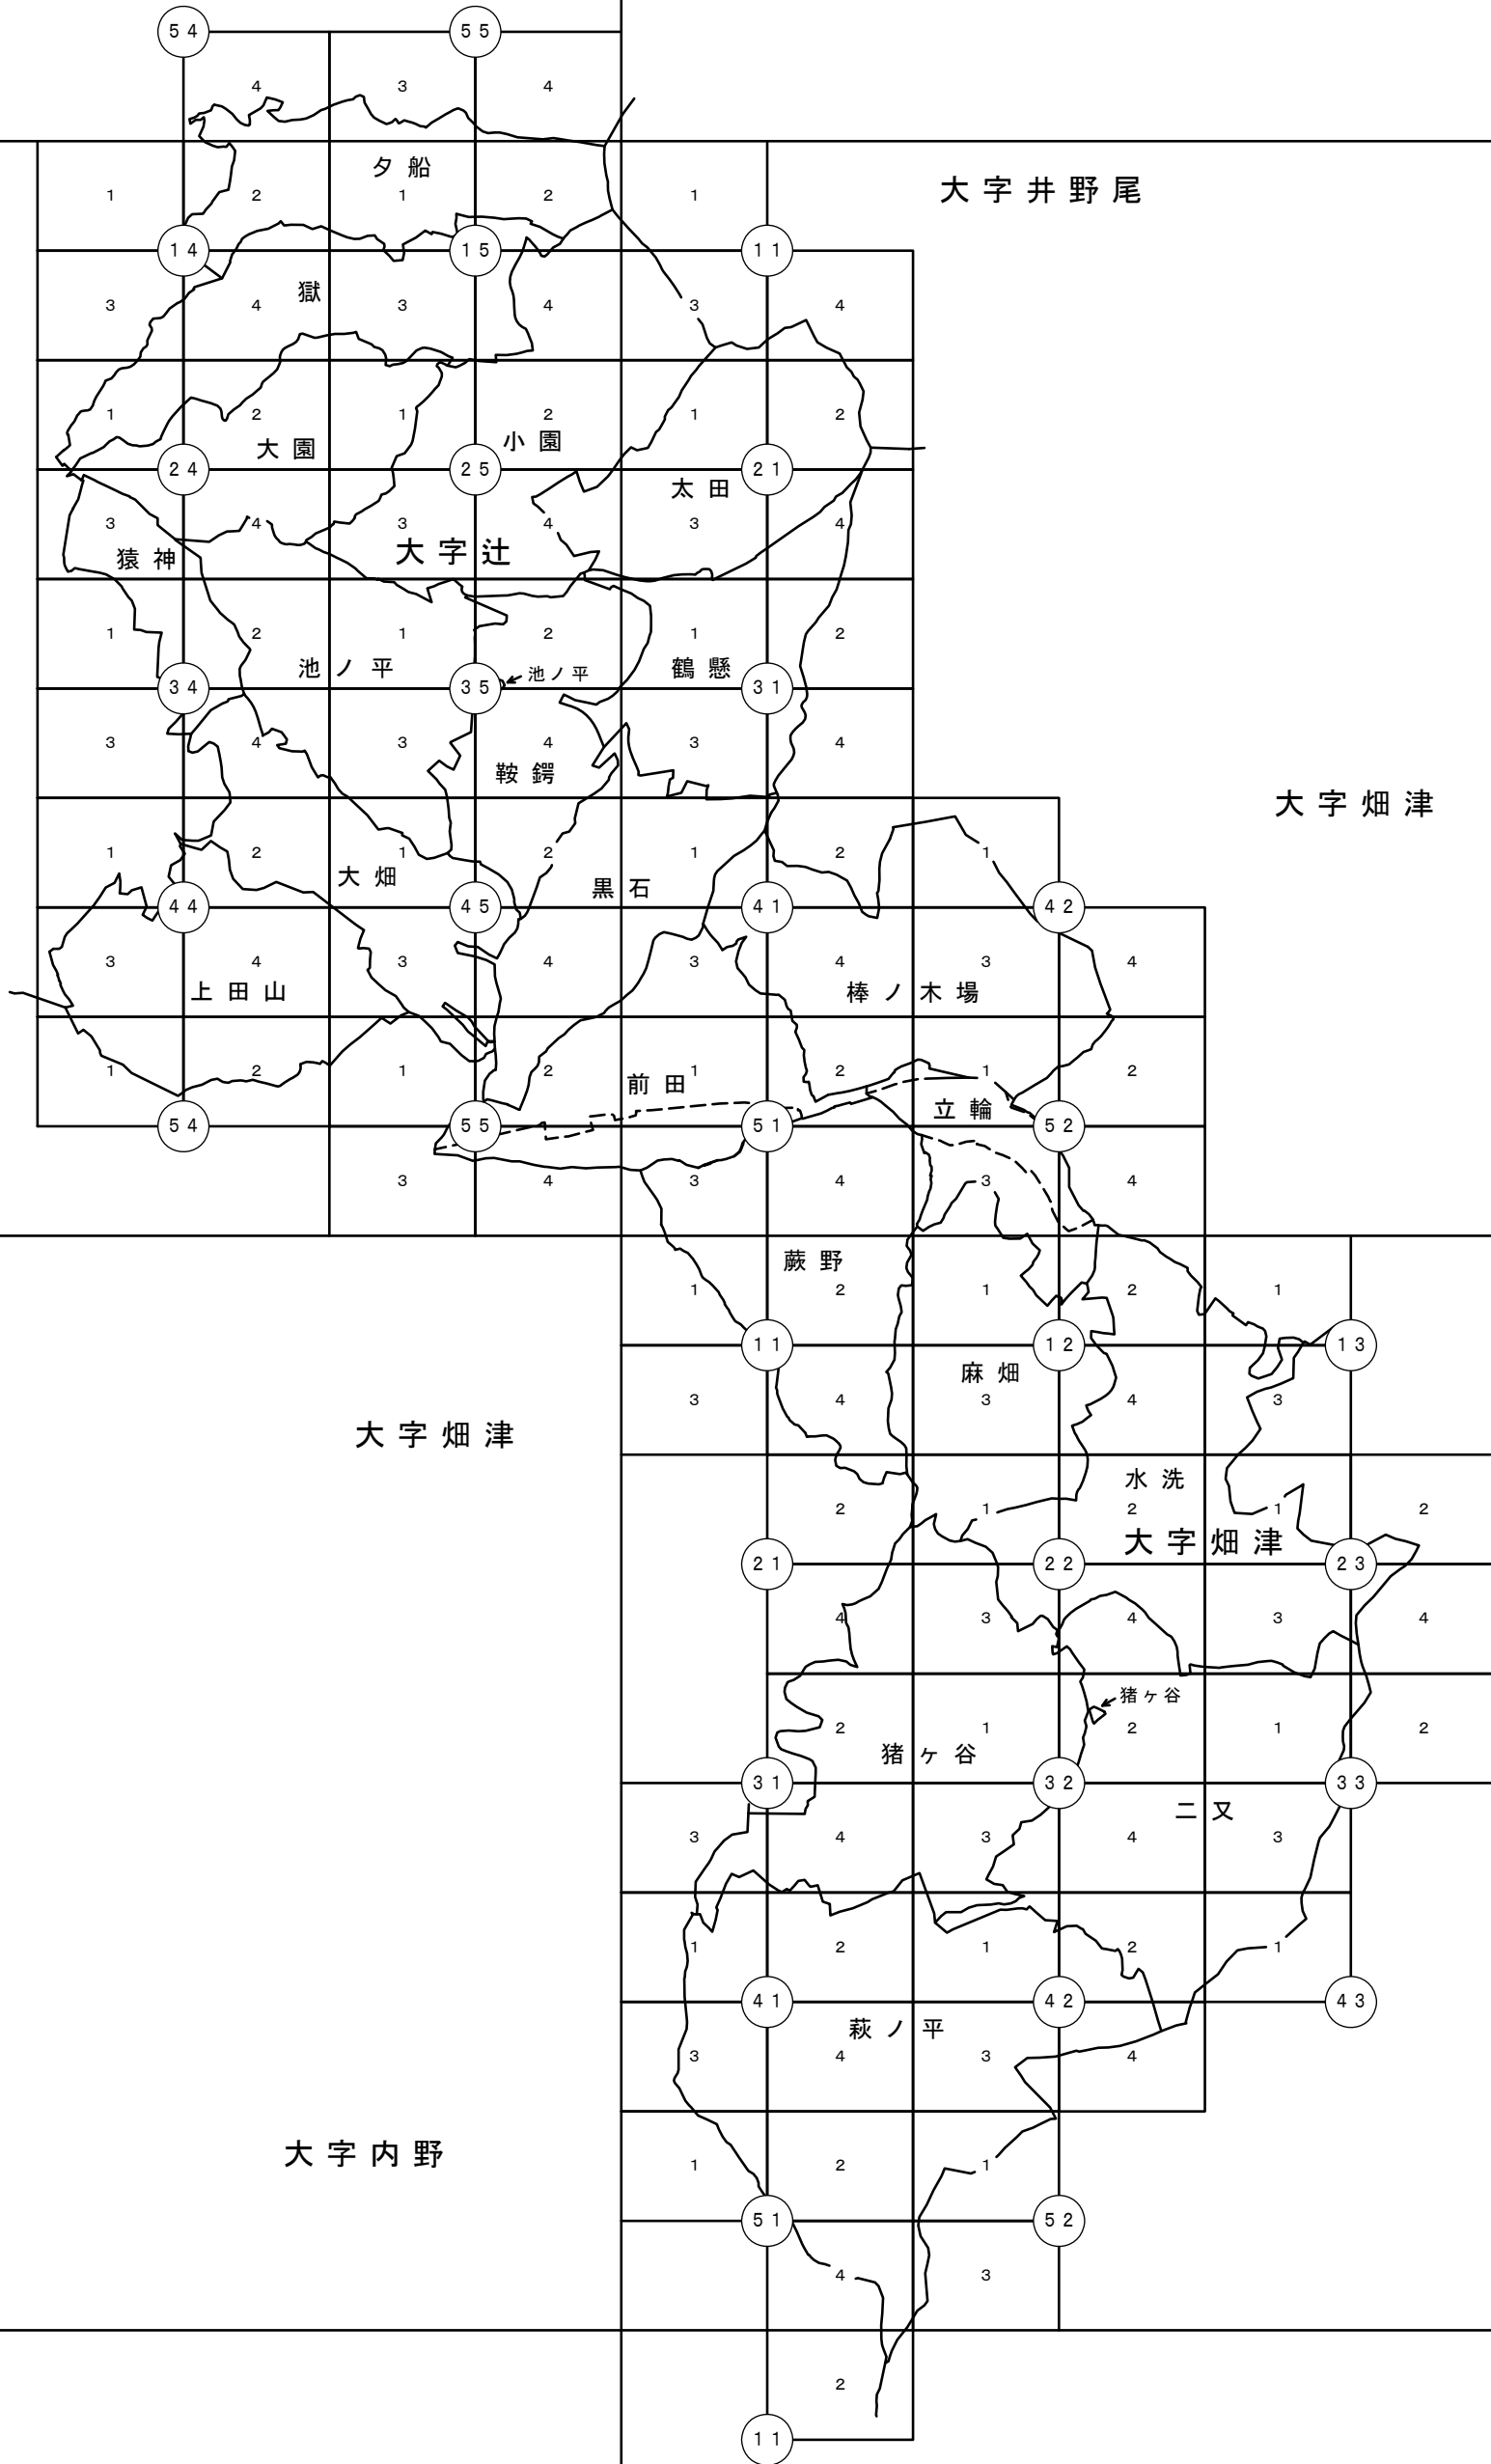 ５４ ５５
4 3 4
夕船
1 2 1 2 1
大字井野尾
１４ １５ １１
獄
3 4 3 4 3 4
1 2 1 2 1 2
大園 小園
２４ ２５ ２１
太田
3 4 3 4 3 4
猿神 大字辻
1 2 1 2 1 2
池ノ平 池ノ平 鶴懸
３４ ３５ ３１
3 4 3 4 3 4
鞍鍔
大字畑津
1 2 1 2 1 2 1
大畑 黒石
４４ ４５ ４１ ４２
3 4 3 4 3 4 3 4
上田山 棒ノ木場
1 2 1 2 1 2 1 2
前田 立輪
５４ ５５ ５１ ５２
3 4 3 4 3 4
蕨野
1 2 1 2 1
１１ １２ １３
麻畑
3 4 3 4 3
大字畑津
水洗
2 1 2 1 2
大字畑津
２１ ２２ ２３
4 3 4 3 4
猪ヶ谷
2 1 2 1 2
猪ヶ谷
３１ ３２ ３３
二又
3 4 3 4 3
1 2 1 2 1
４１ ４２ ４３
萩ノ平
3 4 3 4
大字内野
1 2 1
５１ ５２
4 3
2
１１